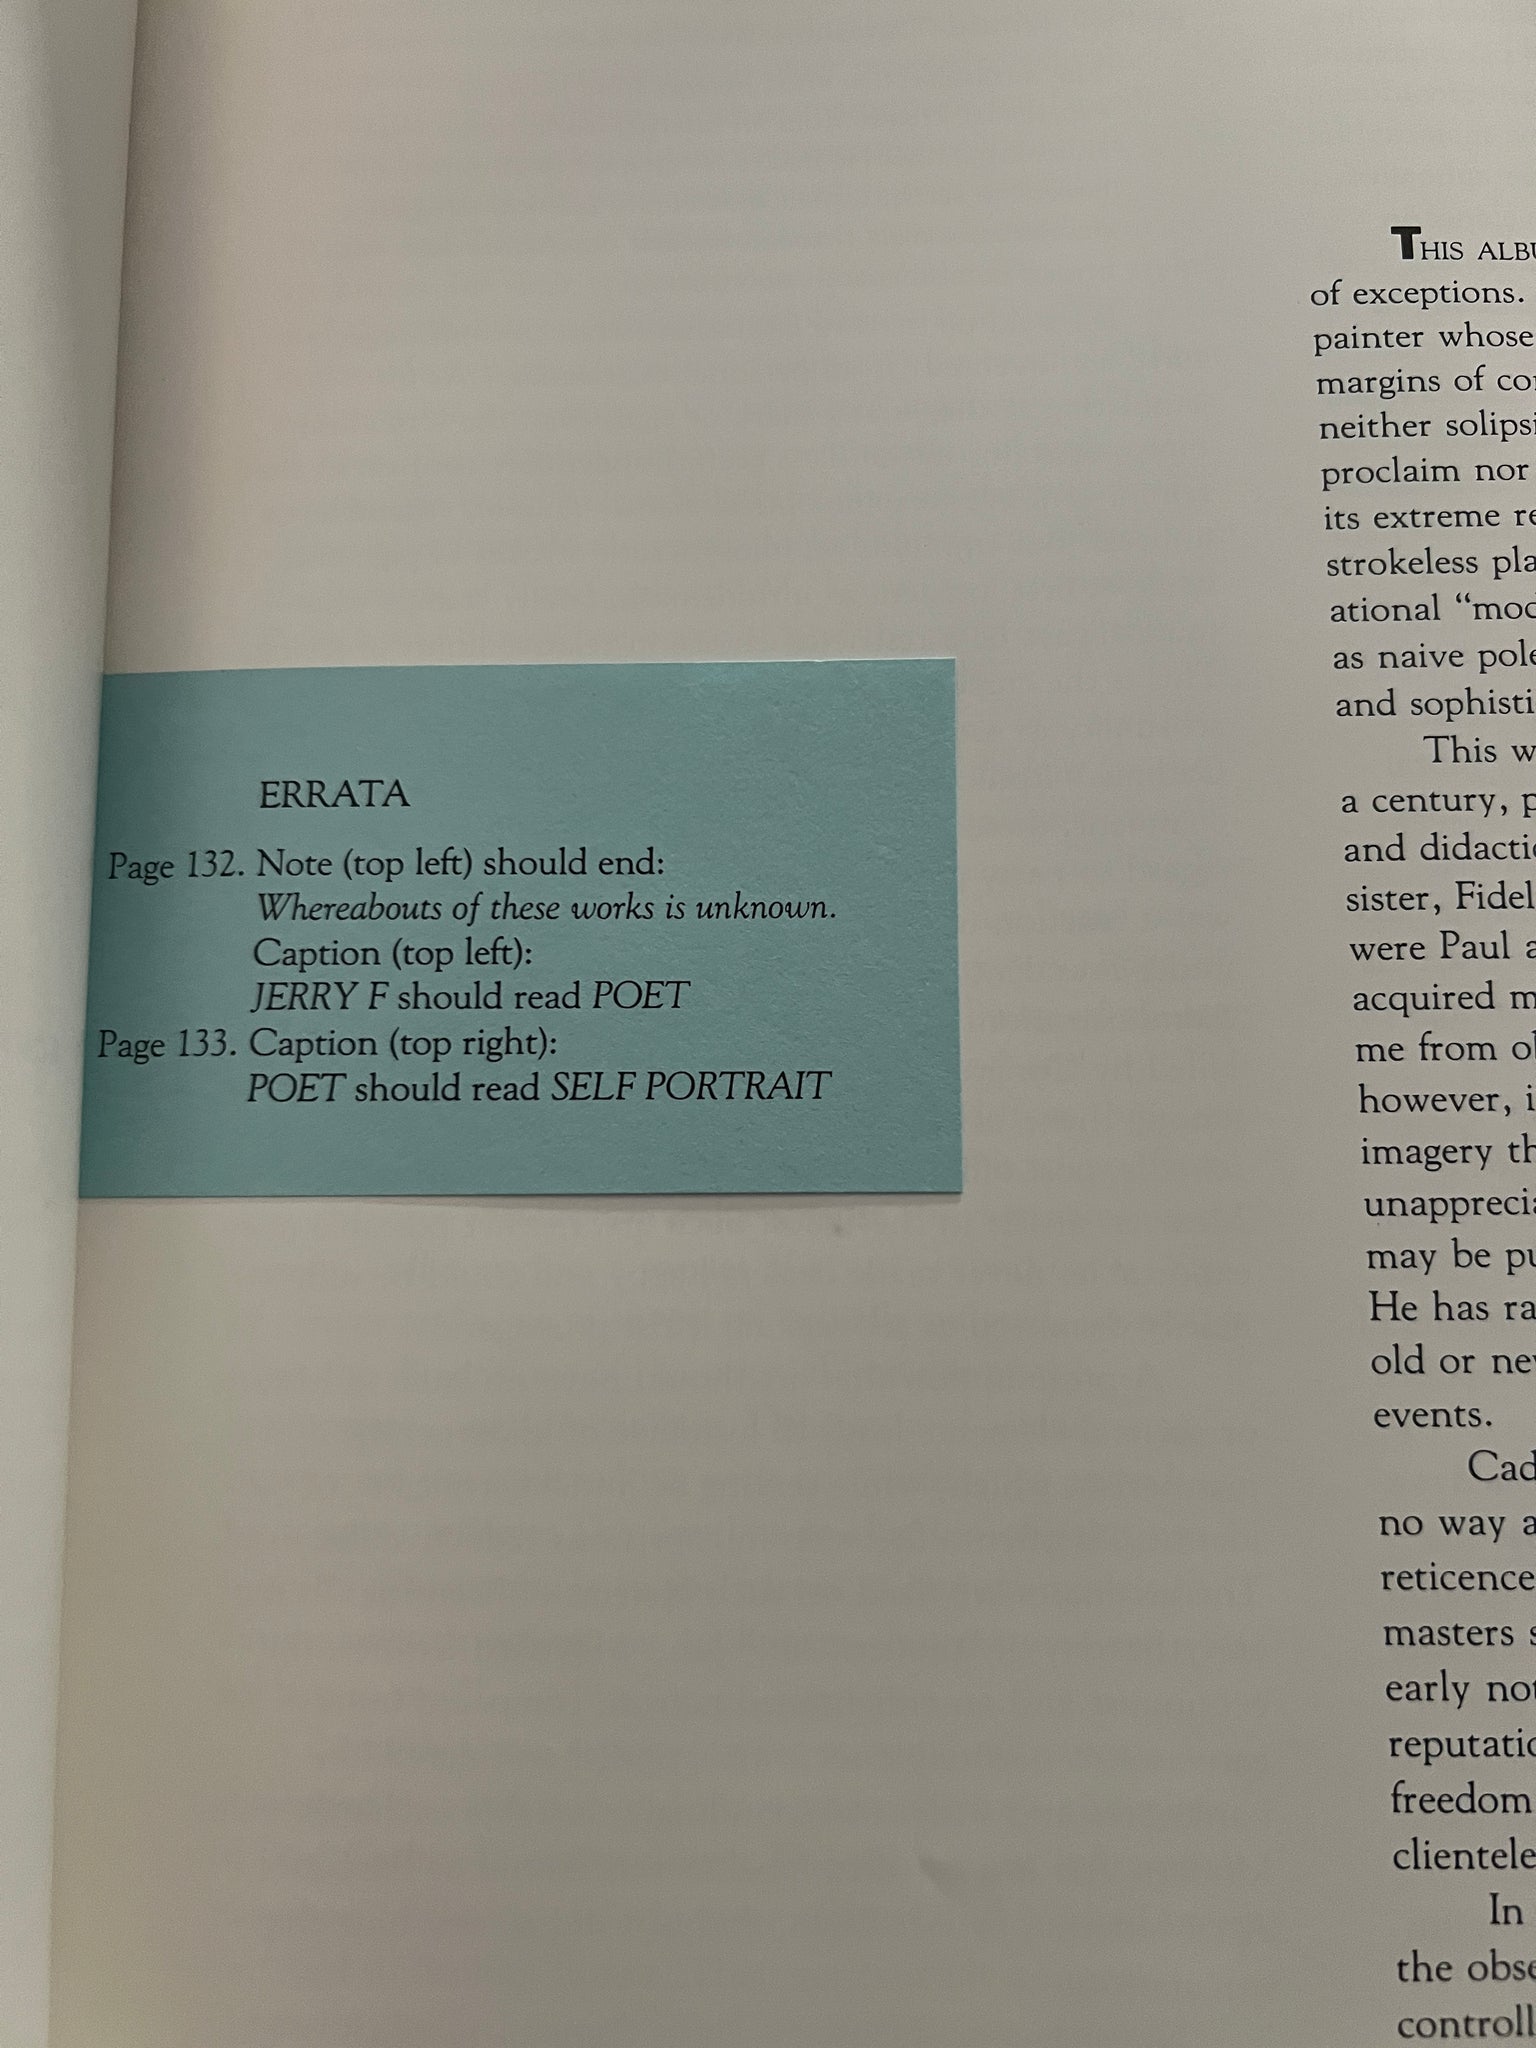 ERRATA
Page 132. Note (top left) should end:
Whereabouts of these works is unknown.
Caption (top left):
JERRY F should read POET
Page 133. Caption (top right):
POET should read SELF PORTRAIT
THIS
of exceptions.
painter whose
margins of
neither
proclaim nor
its extreme
strokeless
ational
as naive
and
This
a century,
and
sister,
were Paul
acquired
me from
however,
imagery
may be
He has
old or
events.
no way
reticence
masters
early
freedom
clientele
In
the